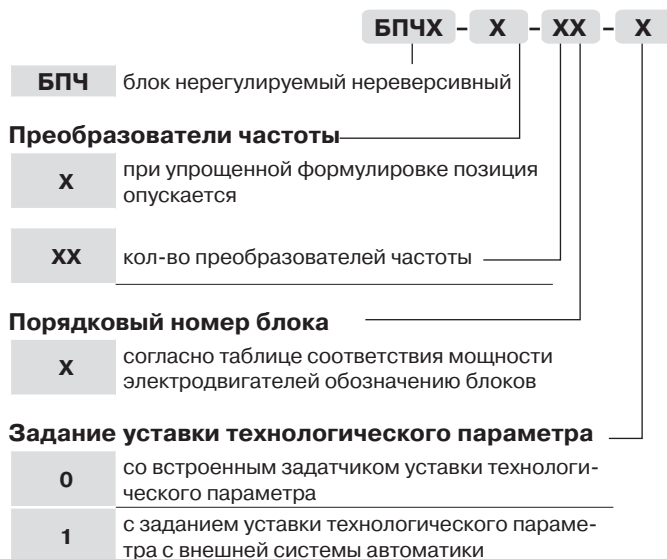 БПЧХ – Х – ХХ – Х
БПЧ блок нерегулируемый нереверсивный
Преобразователи частоты
Х при упрощенной формулировке позиция
опускается
ХХ кол-во преобразователей частоты
Порядковый номер блока
Х согласно таблице соответствия мощности
электродвигателей обозначению блоков
Задание уставки технологического параметра
0 со встроенным задатчиком уставки технологи-
ческого параметра
1 с заданием уставки технологического параме-
тра с внешней системы автоматики